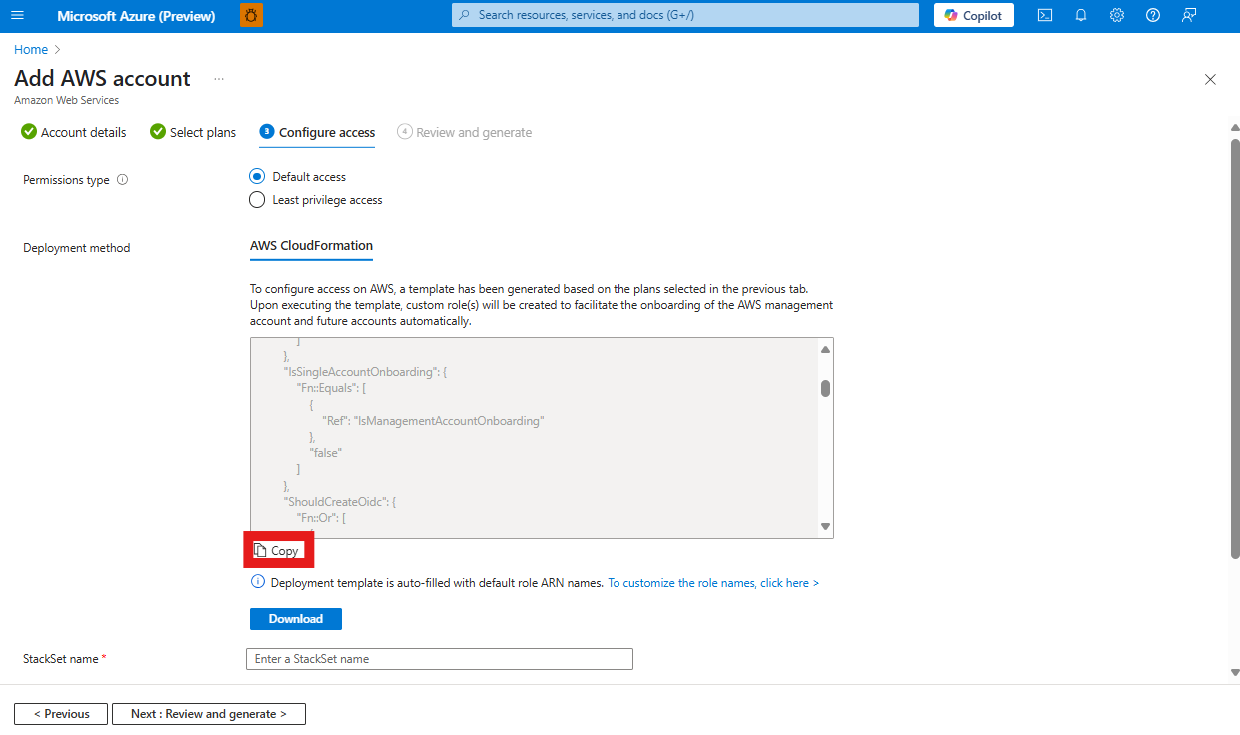 Microsoft Azure (Preview)
Search resources, services, and docs (G+/)
Copilot
Home
Add AWS account
Amazon Web Services
Account details
Select plans
3 Configure access
4 Review and generate
Permissions type
Default access
Least privilege access
Deployment method
AWS CloudFormation
To configure access on AWS, a template has been generated based on the plans selected in the previous tab.
Upon executing the template, custom role(s) will be created to facilitate the onboarding of the AWS management
account and future accounts automatically.
]
},
"IsSingleAccountOnboarding": {
"Fn::Equals": [
{
"Ref": "IsManagementAccountOnboarding"
},
"false"
]
},
"ShouldCreateOidc": {
"Fn::Or": [
Copy
Deployment template is auto-filled with default role ARN names. To customize the role names, click here >
Download
StackSet name *
Enter a StackSet name
< Previous
Next : Review and generate >